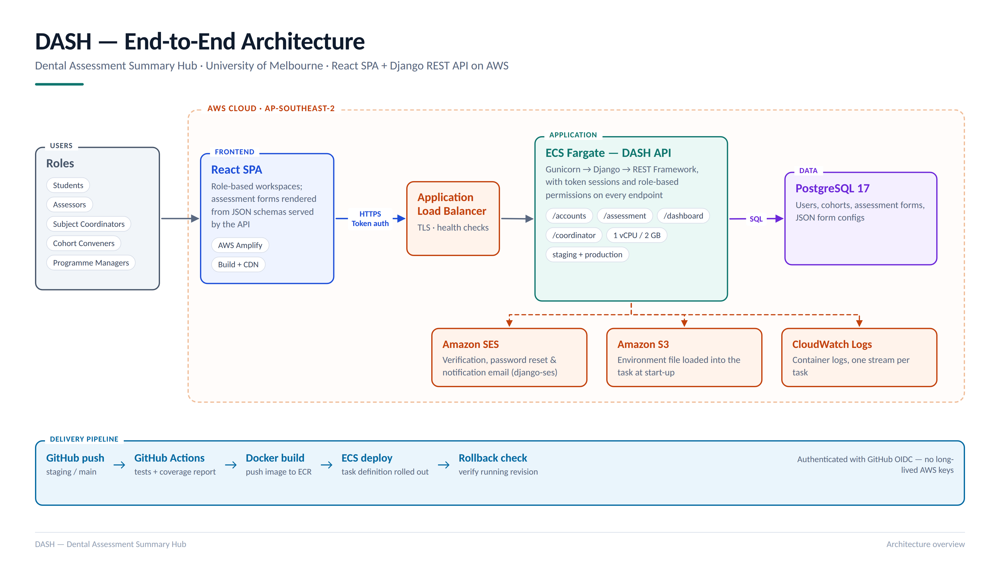 DASH — End-to-End Architecture
Dental Assessment Summary Hub · University of Melbourne · React SPA + Django REST API on AWS
AWS CLOUD · AP-SOUTHEAST-2
USERS
Roles
Students
Assessors
Subject Coordinators
Cohort Conveners
Programme Managers
FRONTEND
React SPA
Role-based workspaces;
assessment forms rendered
from JSON schemas served
by the API
AWS Amplify
Build + CDN
HTTPS
Token auth
Application
Load Balancer
TLS · health checks
APPLICATION
ECS Fargate — DASH API
Gunicorn → Django → REST Framework,
with token sessions and role-based
permissions on every endpoint
/accounts
/assessment
/dashboard
/coordinator
1 vCPU / 2 GB
staging + production
SQL
DATA
PostgreSQL 17
Users, cohorts, assessment forms,
JSON form configs
Amazon SES
Verification, password reset &
notification email (django-ses)
Amazon S3
Environment file loaded into the
task at start-up
CloudWatch Logs
Container logs, one stream per
task
DELIVERY PIPELINE
GitHub push
staging / main
→
GitHub Actions
tests + coverage report
→
Docker build
push image to ECR
→
ECS deploy
task definition rolled out
→
Rollback check
verify running revision
Authenticated with GitHub OIDC — no long-
lived AWS keys
DASH — Dental Assessment Summary Hub
Architecture overview